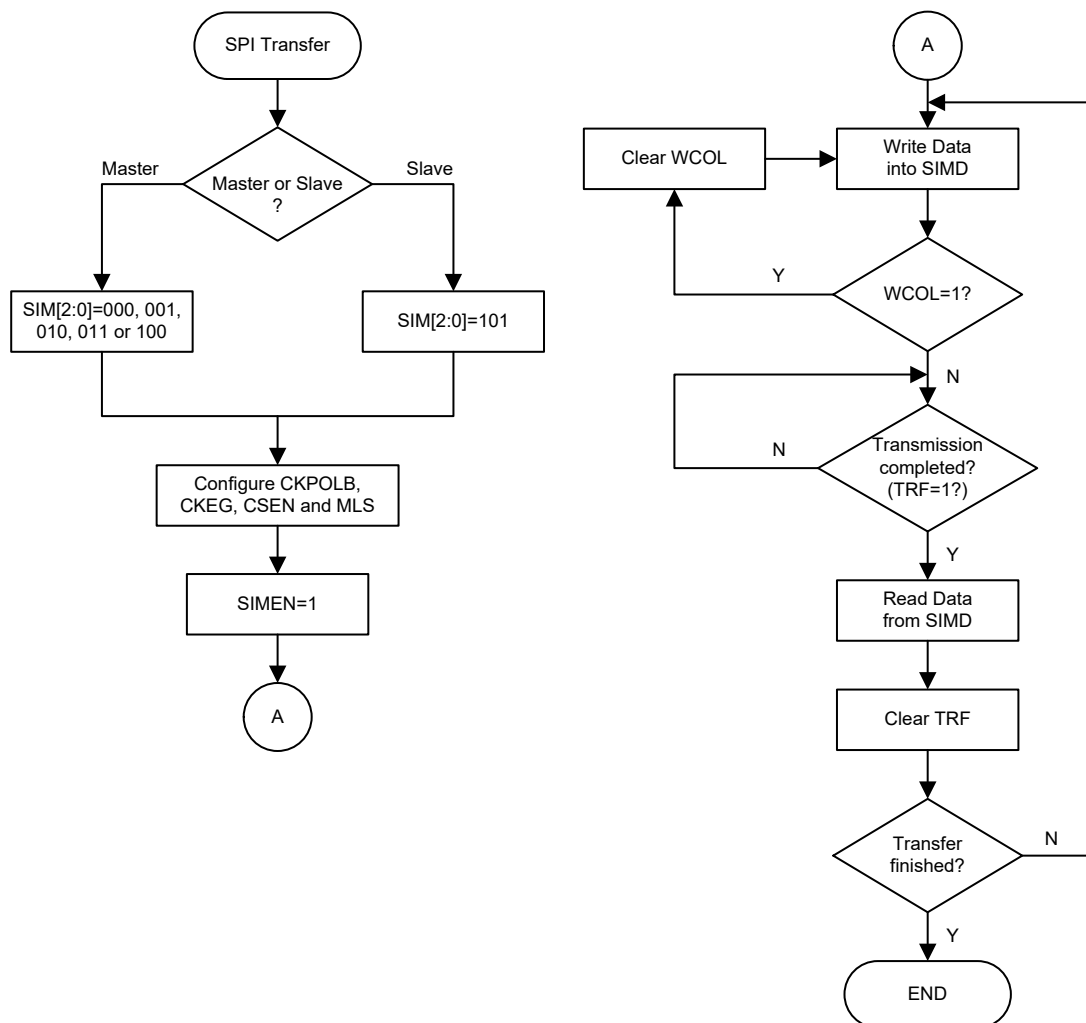 SPI Transfer
Master
Slave
Master or Slave
?
SIM[2:0]=000, 001,
010, 011 or 100
SIM[2:0]=101
Configure CKPOLB,
CKEG, CSEN and MLS
SIMEN=1
A
A
Clear WCOL
Write Data
into SIMD
Y
WCOL=1?
N
N
Transmission
completed?
(TRF=1?)
Y
Read Data
from SIMD
Clear TRF
Transfer
finished?
N
Y
END